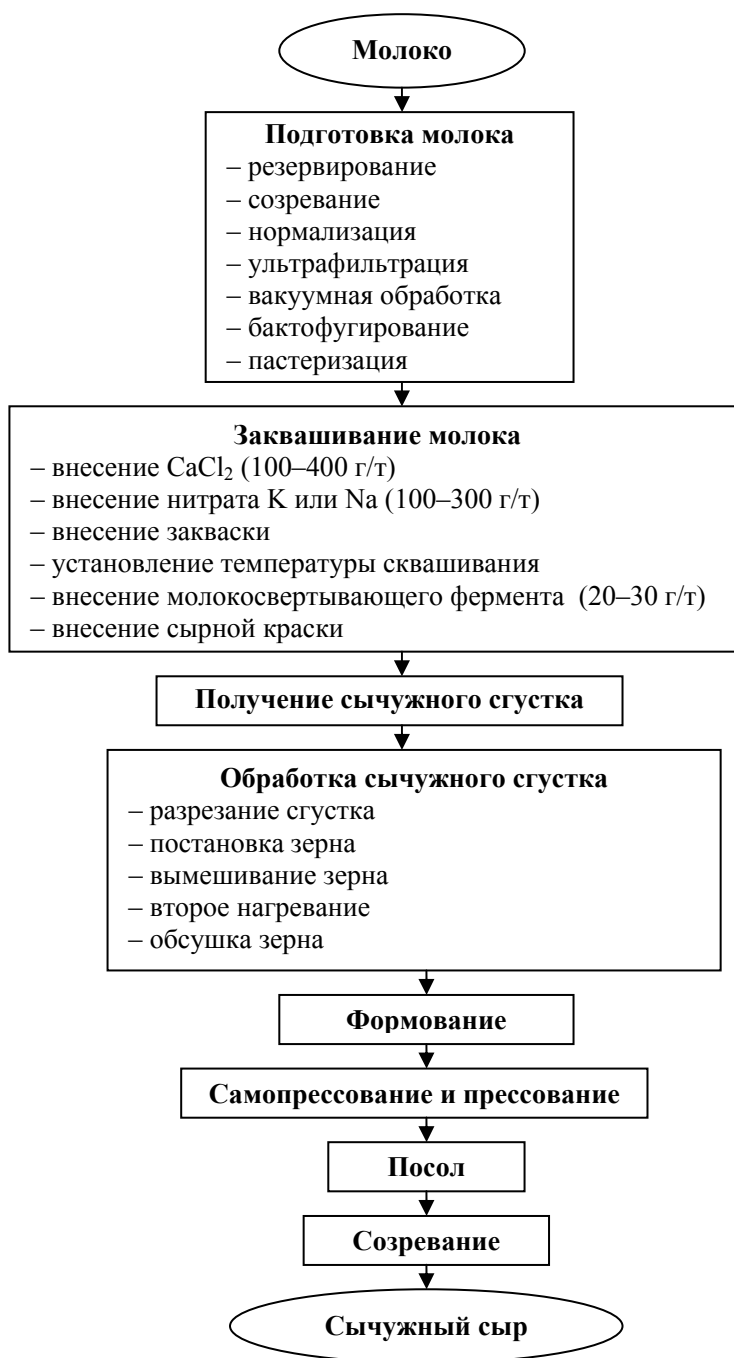 Молоко
Подготовка молока
– резервирование
– созревание
– нормализация
– ультрафильтрация
– вакуумная обработка
– бактофугирование
– пастеризация
Заквашивание молока
– внесение CaCl₂ (100–400 г/т)
– внесение нитрата K или Na (100–300 г/т)
– внесение закваски
– установление температуры сквашивания
– внесение молокосвертывающего фермента (20–30 г/т)
– внесение сырной краски
Получение сычужного сгустка
Обработка сычужного сгустка
– разрезание сгустка
– постановка зерна
– вымешивание зерна
– второе нагревание
– обсушка зерна
Формование
Самопрессование и прессование
Посол
Созревание
Сычужный сыр